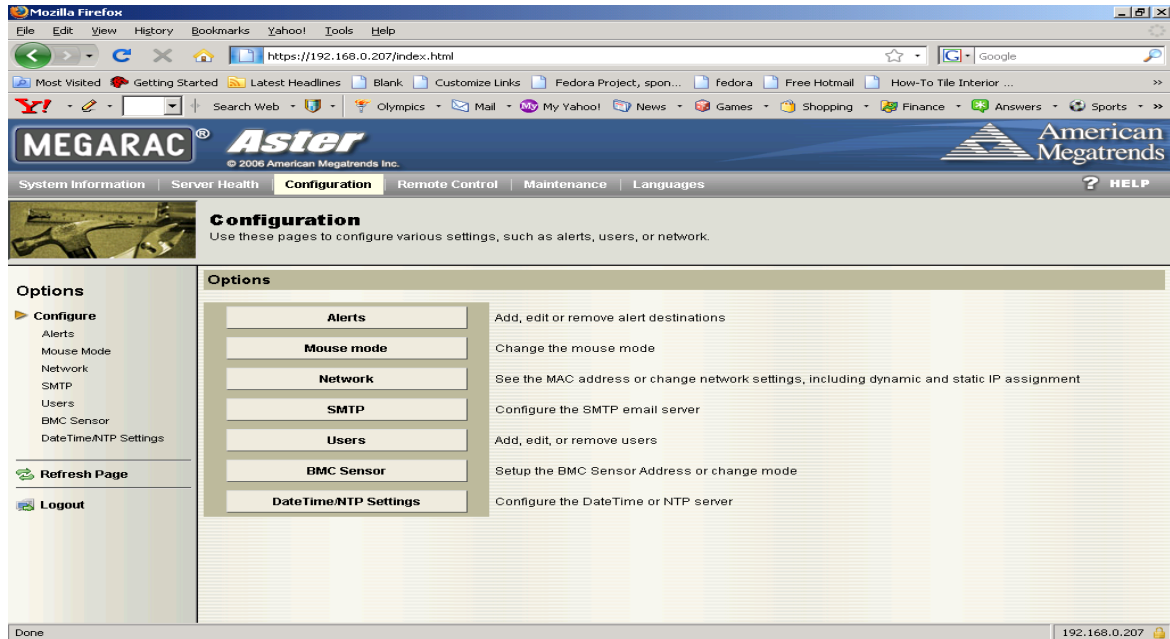 Mozilla Firefox
File Edit View History Bookmarks Yahoo! Tools Help
https://192.168.0.207/index.html
G Google
Most Visited Getting Started Latest Headlines Blank Customize Links Fedora Project, spon... fedora Free Hotmail How-To Tile Interior ... »
Y! Search Web Olympics Mail My Yahoo! News Games Shopping Finance Answers Sports »
MEGARAC® Aster
© 2006 American Megatrends Inc.
American
Megatrends
System Information | Server Health Configuration Remote Control | Maintenance | Languages ? HELP
Configuration
Use these pages to configure various settings, such as alerts, users, or network.
Options
Configure
Alerts
Mouse Mode
Network
SMTP
Users
BMC Sensor
DateTime/NTP Settings
Refresh Page
Logout
Options
Alerts Add, edit or remove alert destinations
Mouse mode Change the mouse mode
Network See the MAC address or change network settings, including dynamic and static IP assignment
SMTP Configure the SMTP email server
Users Add, edit, or remove users
BMC Sensor Setup the BMC Sensor Address or change mode
DateTime/NTP Settings Configure the DateTime or NTP server
Done 192.168.0.207